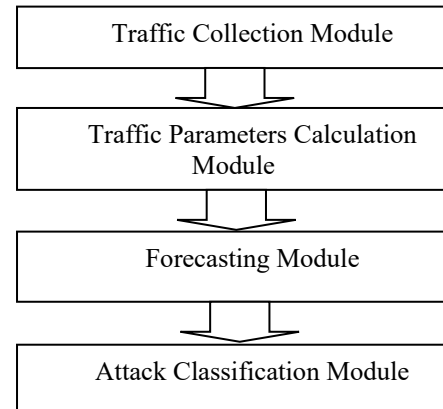 Traffic Collection Module
Traffic Parameters Calculation
Module
Forecasting Module
Attack Classification Module